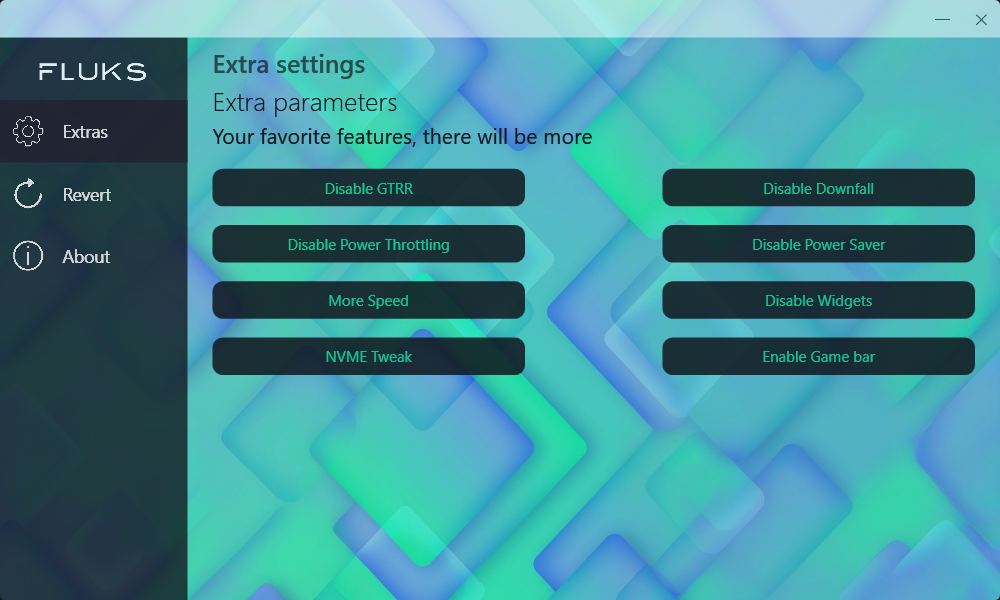 FLUKS
Extras
Revert
About
Extra settings
Extra parameters
Your favorite features, there will be more
Disable GTRR
Disable Downfall
Disable Power Throttling
Disable Power Saver
More Speed
Disable Widgets
NVME Tweak
Enable Game bar